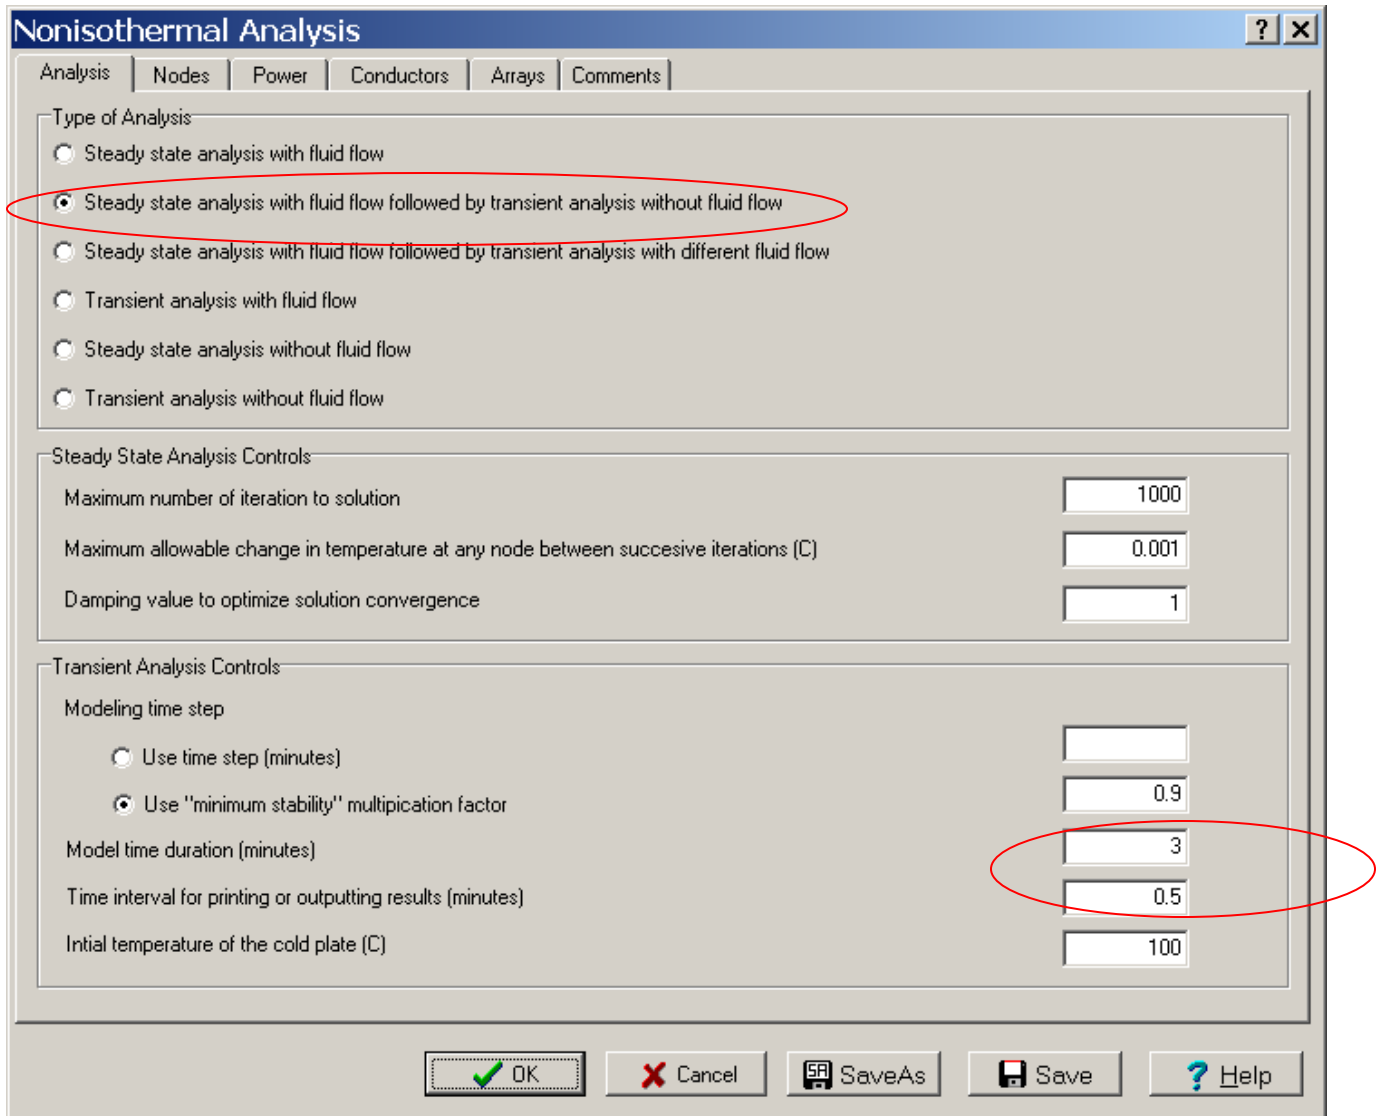 Nonisothermal Analysis
Analysis Nodes Power Conductors Arrays Comments
Type of Analysis
Steady state analysis with fluid flow
Steady state analysis with fluid flow followed by transient analysis without fluid flow
Steady state analysis with fluid flow followed by transient analysis with different fluid flow
Transient analysis with fluid flow
Steady state analysis without fluid flow
Transient analysis without fluid flow
Steady State Analysis Controls
Maximum number of iteration to solution 1000
Maximum allowable change in temperature at any node between succesive iterations (C) 0.001
Damping value to optimize solution convergence 1
Transient Analysis Controls
Modeling time step
Use time step (minutes)
Use "minimum stability" multipication factor 0.9
Model time duration (minutes) 3
Time interval for printing or outputting results (minutes) 0.5
Intial temperature of the cold plate (C) 100
OK Cancel SA SaveAs Save ? Help